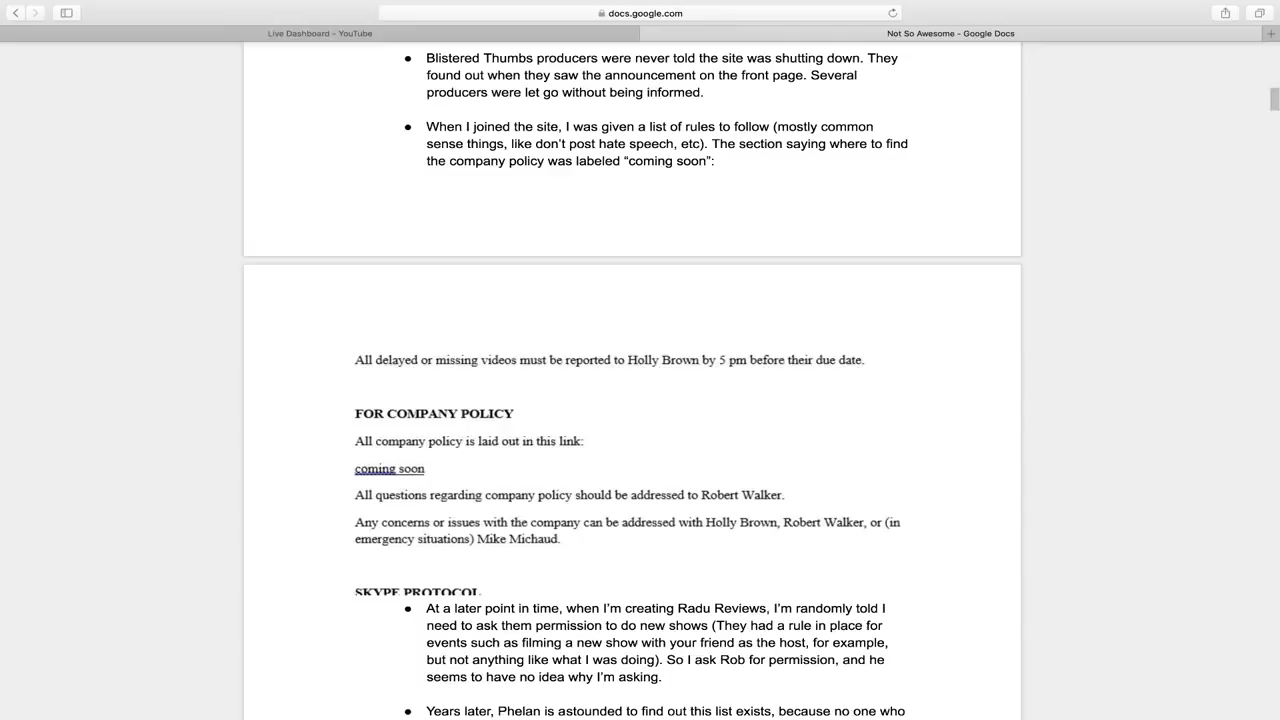 docs.google.com
Live Dashboard – YouTube
Not So Awesome - Google Docs
• Blistered Thumbs producers were never told the site was shutting down. They
found out when they saw the announcement on the front page. Several
producers were let go without being informed.
• When I joined the site, I was given a list of rules to follow (mostly common
sense things, like don't post hate speech, etc). The section saying where to find
the company policy was labeled “coming soon”:
All delayed or missing videos must be reported to Holly Brown by 5 pm before their due date.
FOR COMPANY POLICY
All company policy is laid out in this link:
coming soon
All questions regarding company policy should be addressed to Robert Walker.
Any concerns or issues with the company can be addressed with Holly Brown, Robert Walker, or (in
emergency situations) Mike Michaud.
SKYPE PROTOCOL
• At a later point in time, when I'm creating Radu Reviews, I'm randomly told I
need to ask them permission to do new shows (They had a rule in place for
events such as filming a new show with your friend as the host, for example,
but not anything like what I was doing). So I ask Rob for permission, and he
seems to have no idea why I'm asking.
• Years later, Phelan is astounded to find out this list exists, because no one who